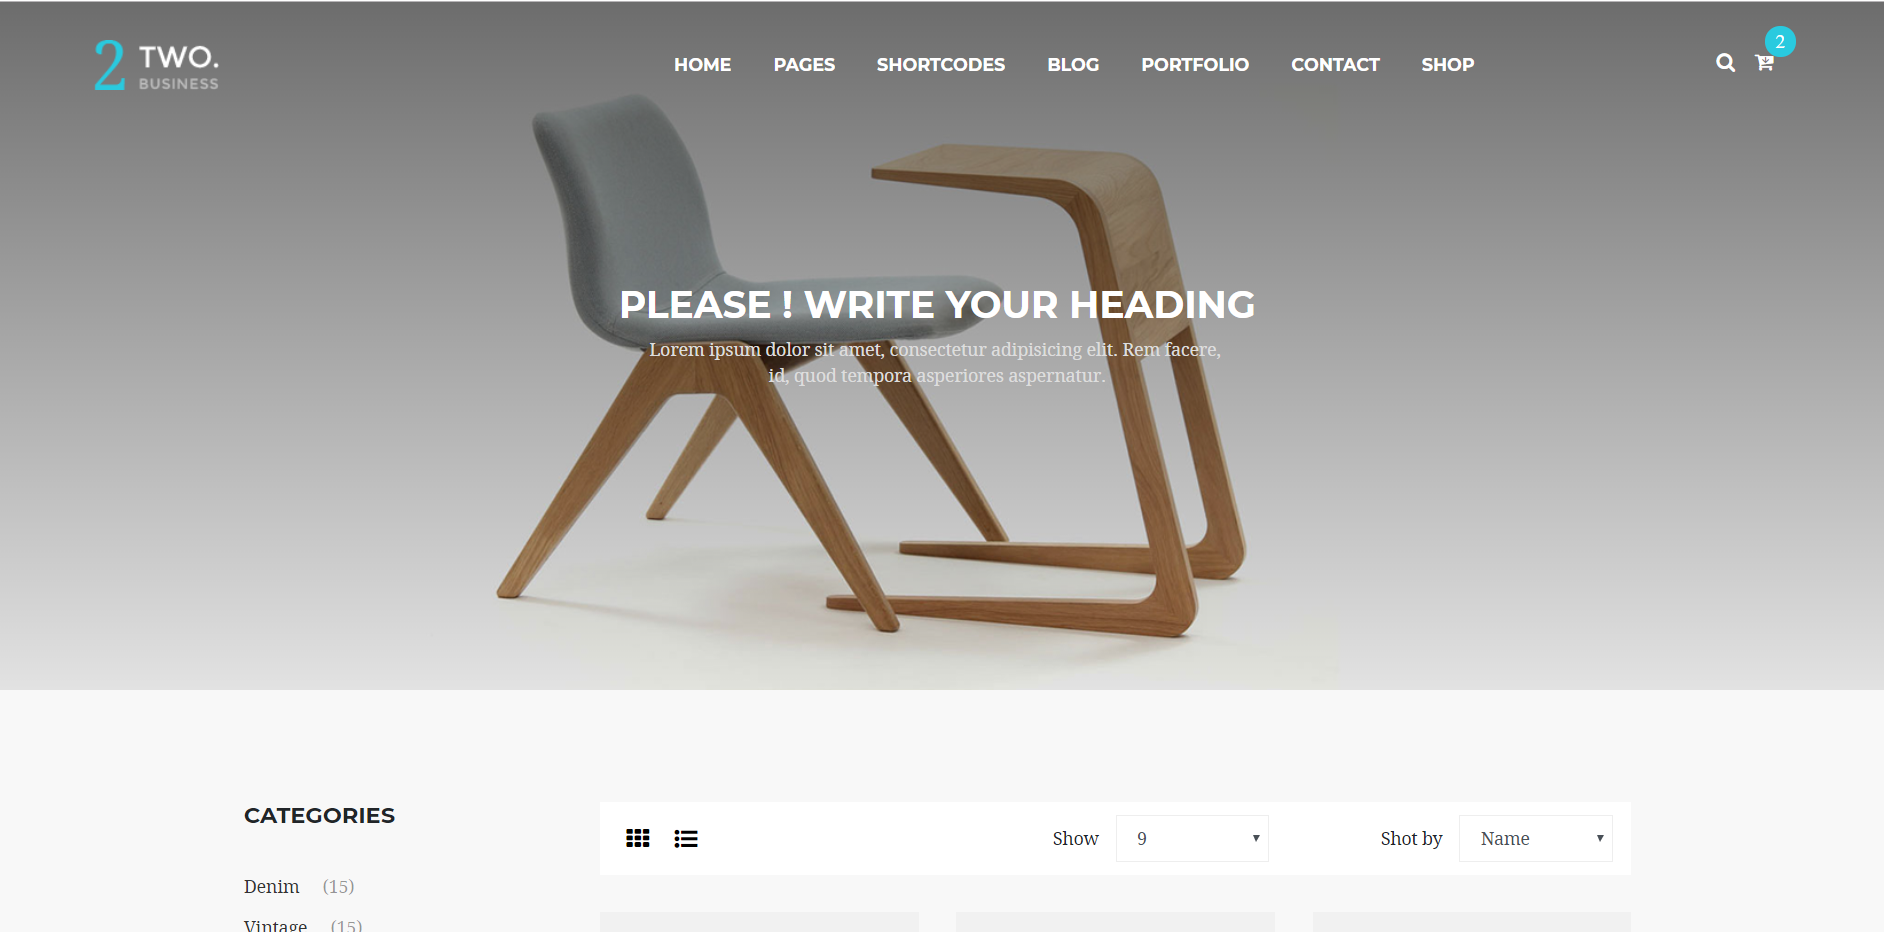 2 TWO.
BUSINESS
HOME PAGES SHORTCODES BLOG PORTFOLIO CONTACT SHOP
2
PLEASE ! WRITE YOUR HEADING
Lorem ipsum dolor sit amet, consectetur adipisicing elit. Rem facere,
id, quod tempora asperiores aspernatur.
CATEGORIES
Show 9 Shot by Name
Denim (15)
Vintage (15)